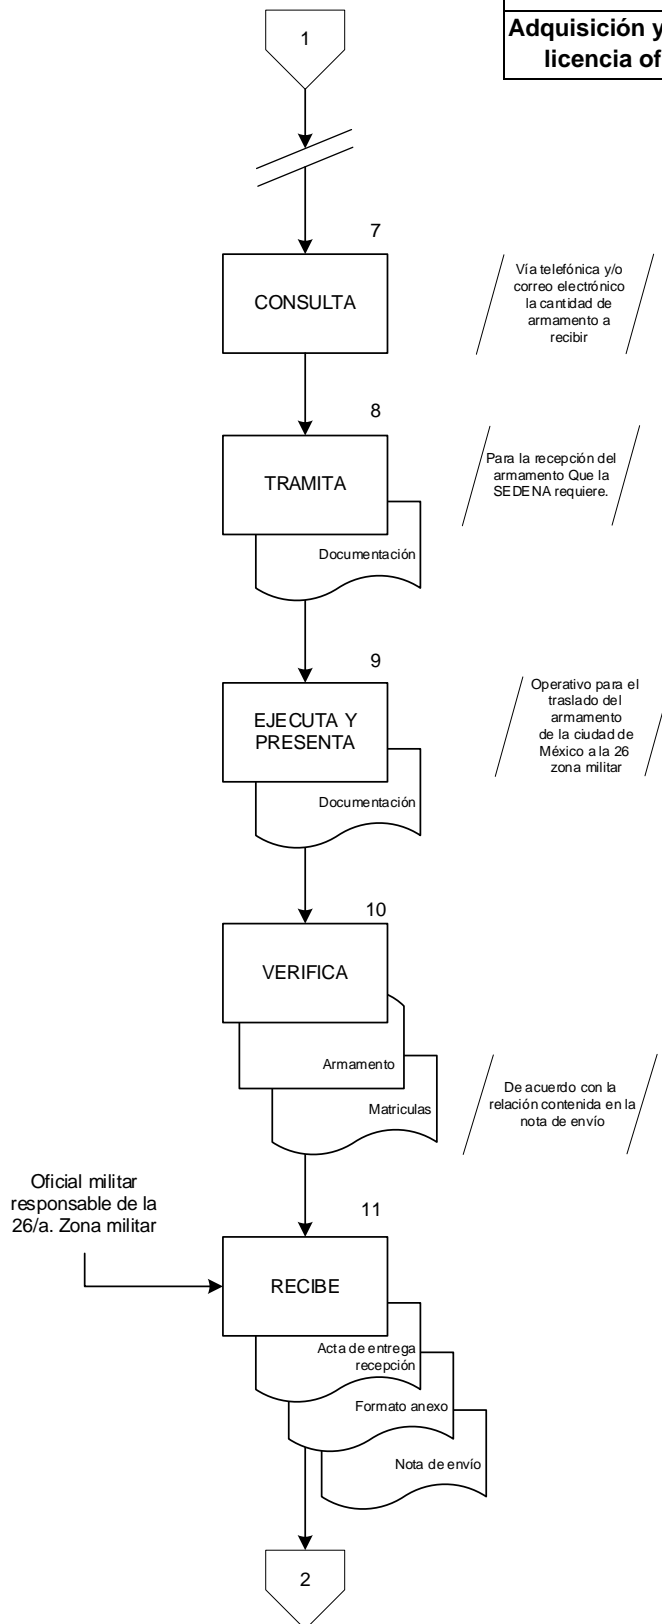 1
Adquisición y
licencia of
7
CONSULTA
Vía telefónica y/o
correo electrónico
la cantidad de
armamento a
recibir
8
TRAMITA
Documentación
Para la recepción del
armamento Que la
SEDENA requiere.
9
EJECUTA Y
PRESENTA
Documentación
Operativo para el
traslado del
armamento
de la ciudad de
México a la 26
zona militar
10
VERIFICA
Armamento
Matriculas
De acuerdo con la
relación contenida en la
nota de envío
Oficial militar
responsable de la
26/a. Zona militar
11
RECIBE
Acta de entrega
recepción
Formato anexo
Nota de envío
2